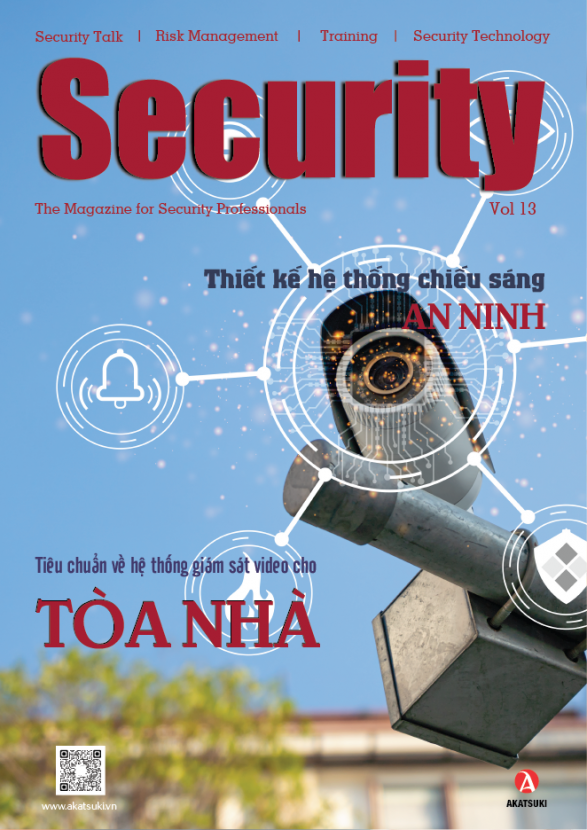 Security Talk | Risk Management | Training | Security Technology
Security
The Magazine for Security Professionals
Vol 13
Thiết kế hệ thống chiếu sáng
AN NINH
Tiêu chuẩn về hệ thống giám sát video cho
TÒA NHÀ
www.akatsuki.vn
AKATSUKI